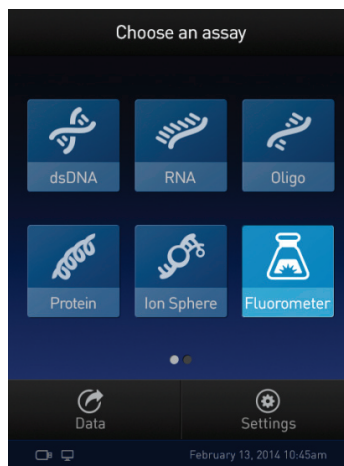 Choose an assay
dsDNA RNA Oligo
Protein Ion Sphere Fluorometer
Data Settings
February 13, 2014 10:45am